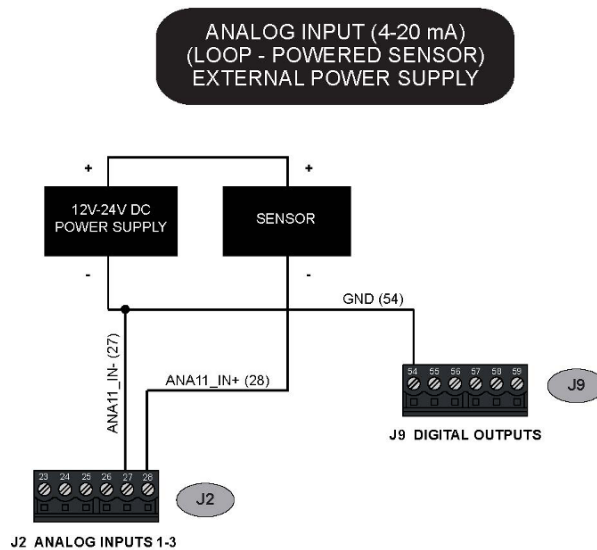 ANALOG INPUT (4-20 mA)
(LOOP - POWERED SENSOR)
EXTERNAL POWER SUPPLY
+ +
12V-24V DC
POWER SUPPLY
SENSOR
- -
GND (54)
ANA11_IN- (27)
ANA11_IN+ (28)
54 55 56 57 58 59
J9
J9 DIGITAL OUTPUTS
23 24 25 26 27 28
J2
J2 ANALOG INPUTS 1-3